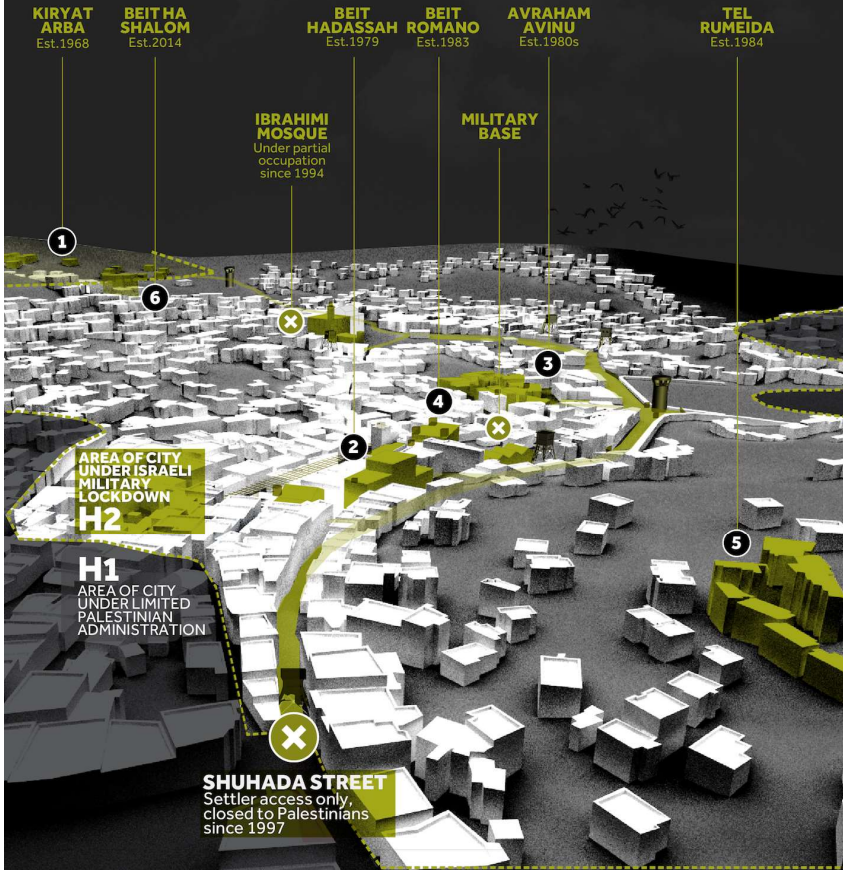 KIRYAT
ARBA
Est.1968
BEIT HA
SHALOM
Est.2014
BEIT
HADASSAH
Est.1979
BEIT
ROMANO
Est.1983
AVRAHAM
AVINU
Est.1980s
TEL
RUMEIDA
Est.1984
IBRAHIMI
MOSQUE
Under partial
occupation
since 1994
MILITARY
BASE
1
6
3
4
2
5
AREA OF CITY
UNDER ISRAELI
MILITARY
LOCKDOWN
H2
H1
AREA OF CITY
UNDER LIMITED
PALESTINIAN
ADMINISTRATION
SHUHADA STREET
Settler access only,
closed to Palestinians
since 1997